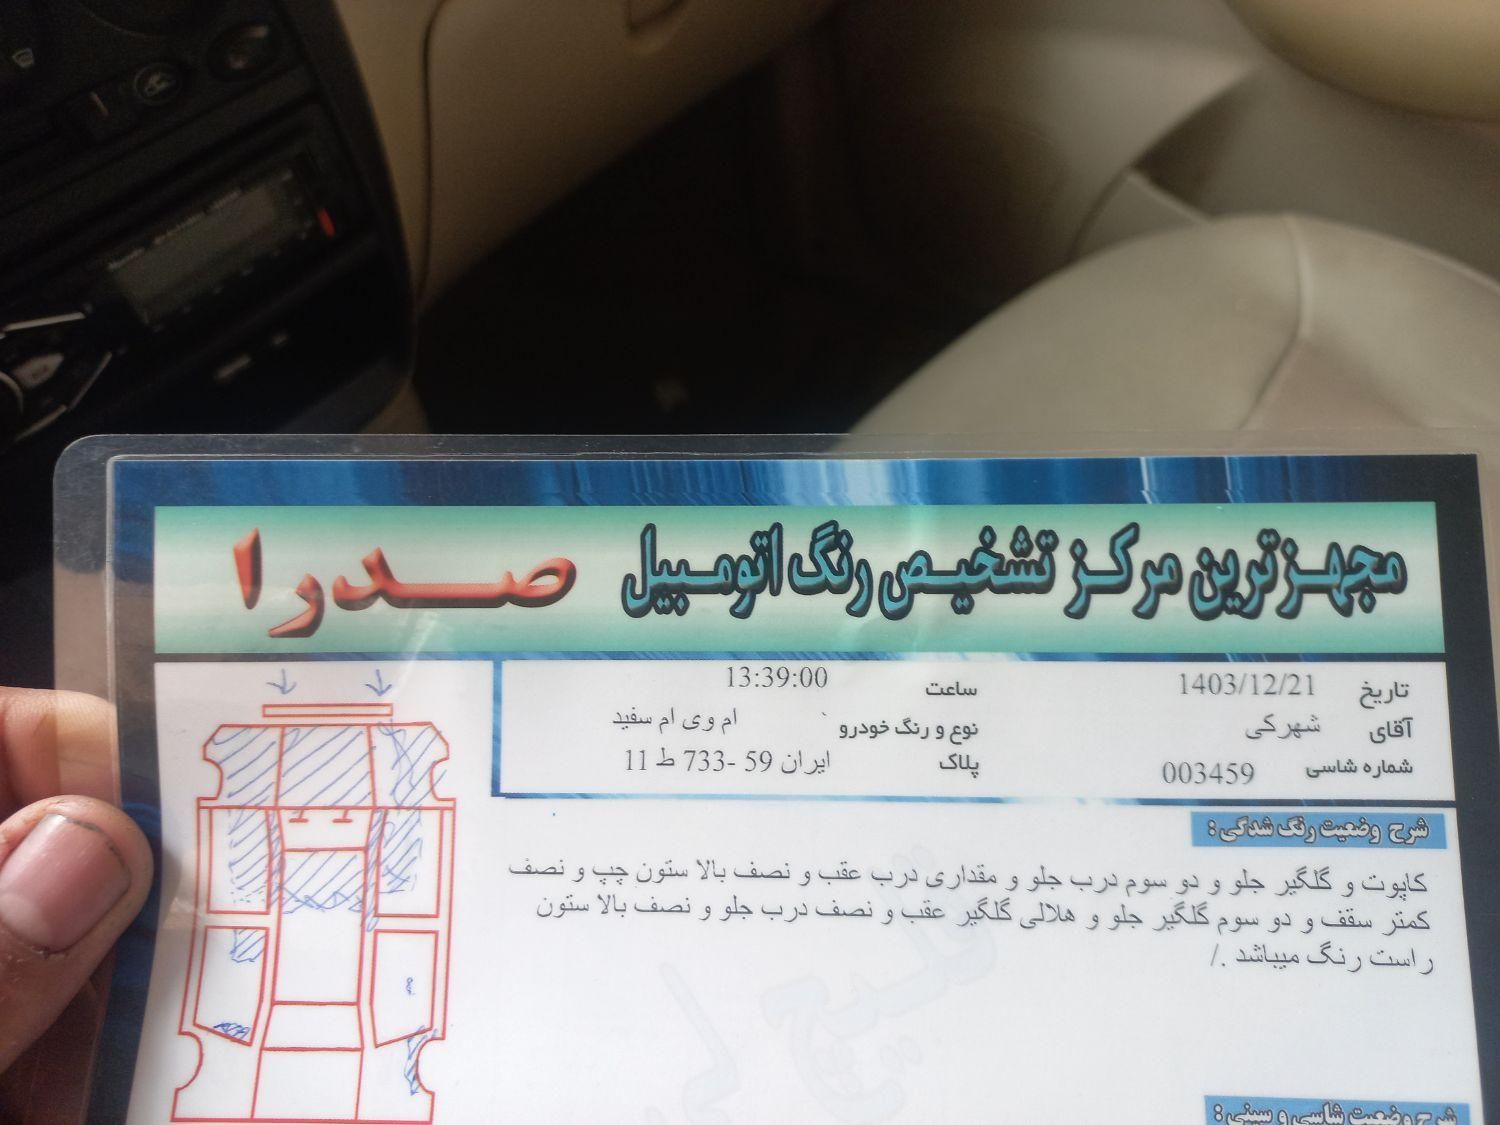 مجهزترین مرکز تشخیص رنگ اتومبیل صدرا
تاریخ 1403/12/21 ساعت 13:39:00
آقای شهرکی نوع و رنگ خودرو ام وی ام سفید
شماره شاسی 003459 پلاک ایران 59 -733 ط 11
شرح وضعیت رنگ شدگی :
کاپوت و گلگیر جلو و دو سوم درب جلو و مقداری درب عقب و نصف بالا ستون چپ و نصف
کمتر سقف و دو سوم گلگیر جلو و هلالی گلگیر عقب و نصف درب جلو و نصف بالا ستون
راست رنگ میباشد ./
شرح وضعیت شاسی و سینی :